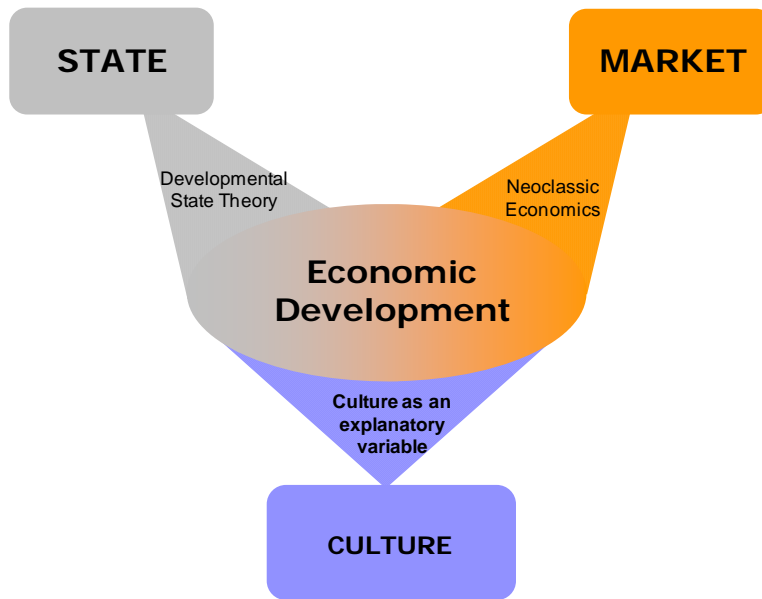 STATE
MARKET
Developmental
State Theory
Neoclassic
Economics
Economic
Development
Culture as an
explanatory
variable
CULTURE